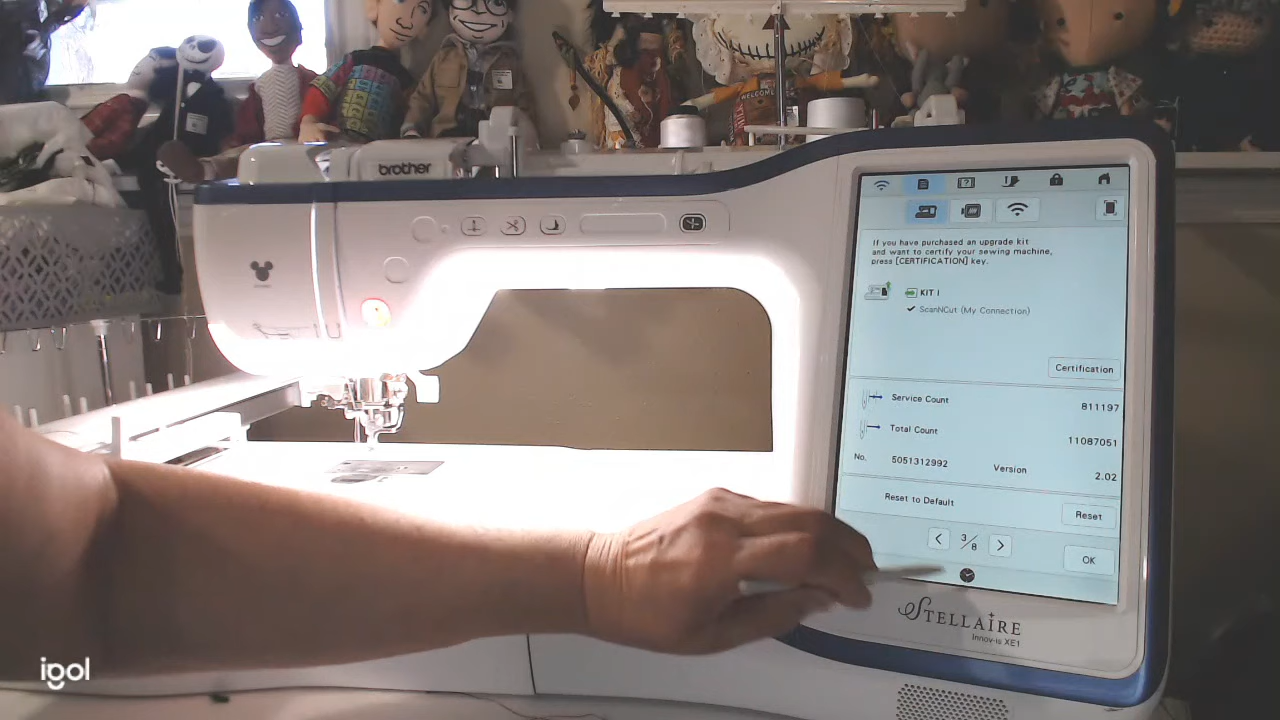 brother
WELCOME
If you have purchased an upgrade kit
and want to certify your sewing machine,
press [CERTIFICATION] key.
KIT I
ScanNCut (My Connection)
Certification
Service Count 811197
Total Count 11087051
No. 5051312992 Version 2.02
Reset to Default Reset
3/8
OK
STELLAIRE
Innov-is XE1
igol